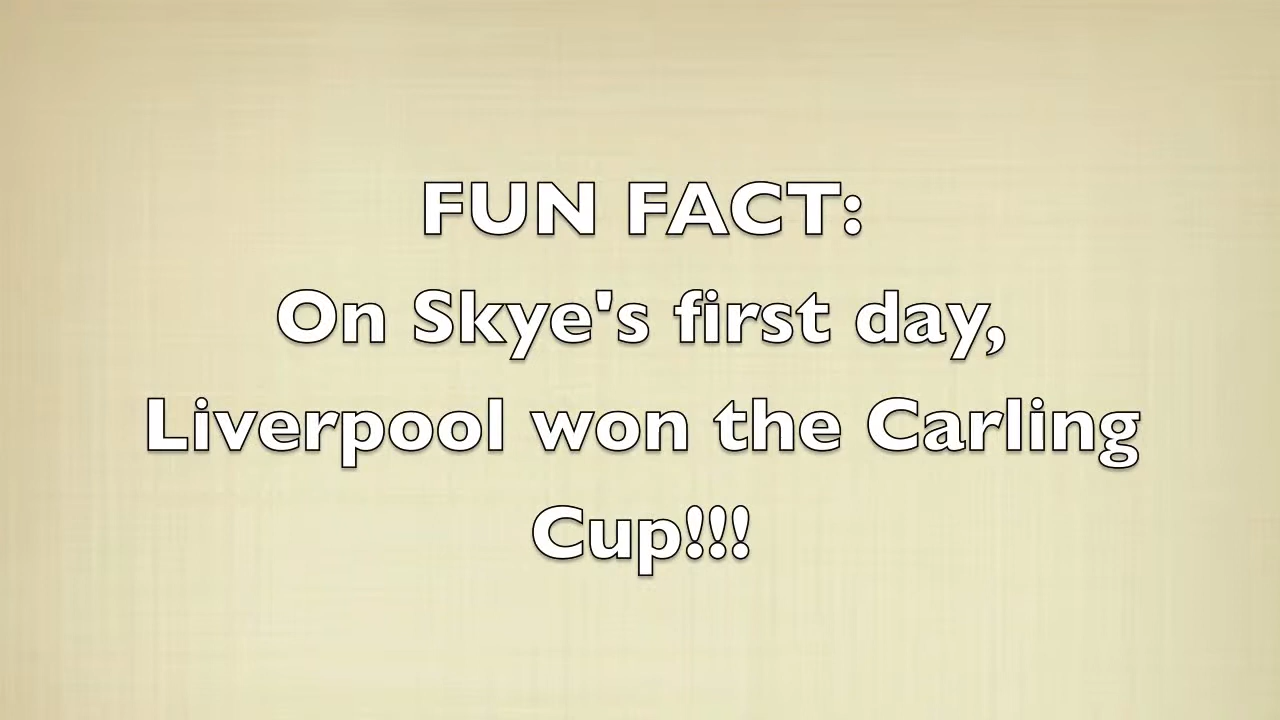 FUN FACT:
On Skye's first day,
Liverpool won the Carling
Cup!!!